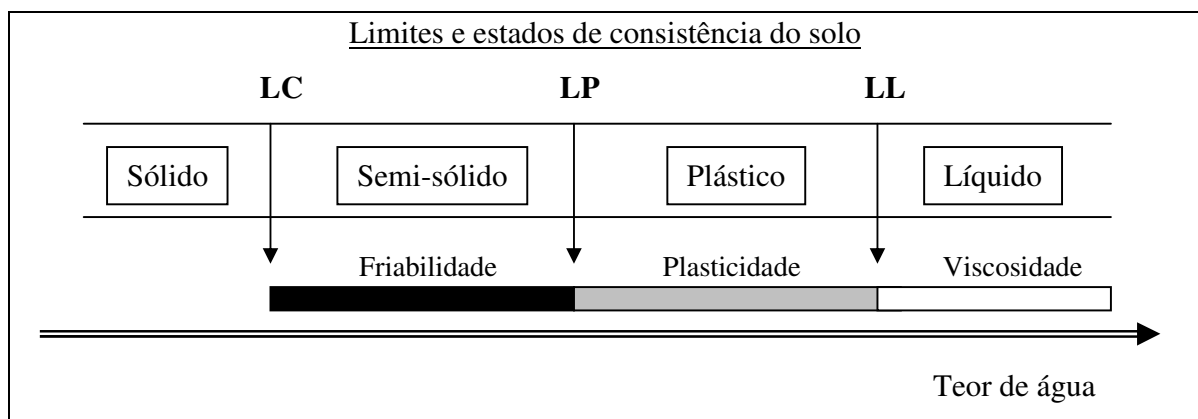 Limites e estados de consistência do solo
LC LP LL
Sólido Semi-sólido Plástico Líquido
Friabilidade Plasticidade Viscosidade
Teor de água